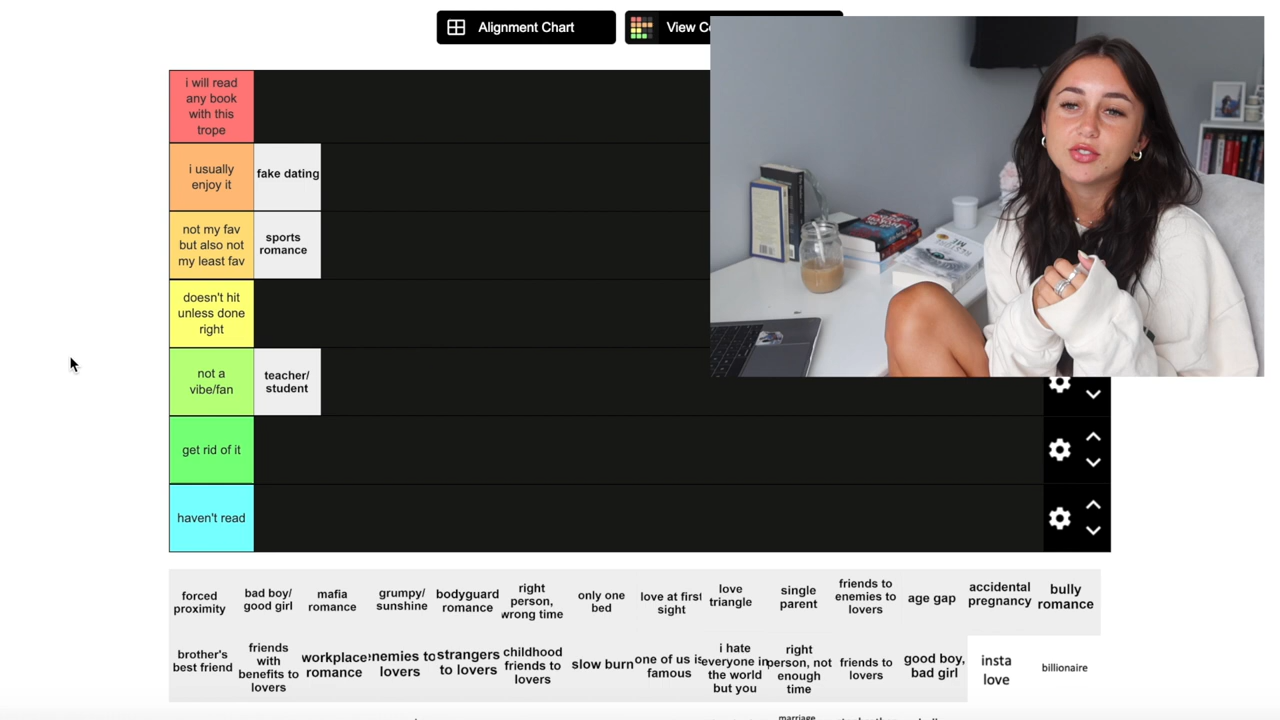 Alignment Chart
View
i will read
any book
with this
trope
i usually
enjoy it
fake dating
not my fav
but also not
my least fav
sports
romance
doesn't hit
unless done
right
not a
vibe/fan
teacher/
student
get rid of it
haven't read
forced
proximity
bad boy/
good girl
mafia
romance
grumpy/
sunshine
bodyguard
romance
right
person,
wrong time
only one
bed
love at first
sight
love
triangle
single
parent
friends to
enemies to
lovers
age gap
accidental
pregnancy
bully
romance
brother's
best friend
friends
with
benefits to
lovers
workplace
romance
enemies to
lovers
strangers
to lovers
childhood
friends to
lovers
slow burn
one of us is
famous
i hate
everyone in
the world
but you
right
person, not
enough
time
friends to
lovers
good boy,
bad girl
insta
love
billionaire
marriage